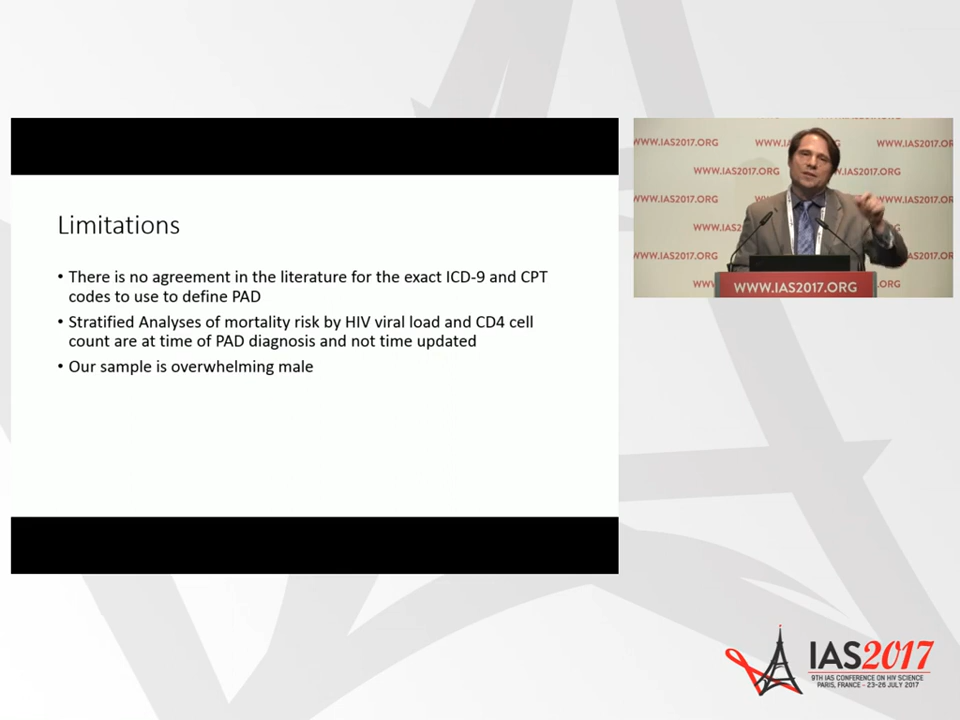 Limitations
• There is no agreement in the literature for the exact ICD-9 and CPT
codes to use to define PAD
• Stratified Analyses of mortality risk by HIV viral load and CD4 cell
count are at time of PAD diagnosis and not time updated
• Our sample is overwhelming male
WWW.IAS2017.ORG
WWW.IAS2017.ORG
WWW.IAS2017.ORG
WWW.IAS2017.ORG
WWW.IAS2017.ORG
WWW.IAS2017.ORG
IAS2017
9TH IAS CONFERENCE ON HIV SCIENCE
PARIS, FRANCE - 23-26 JULY 2017